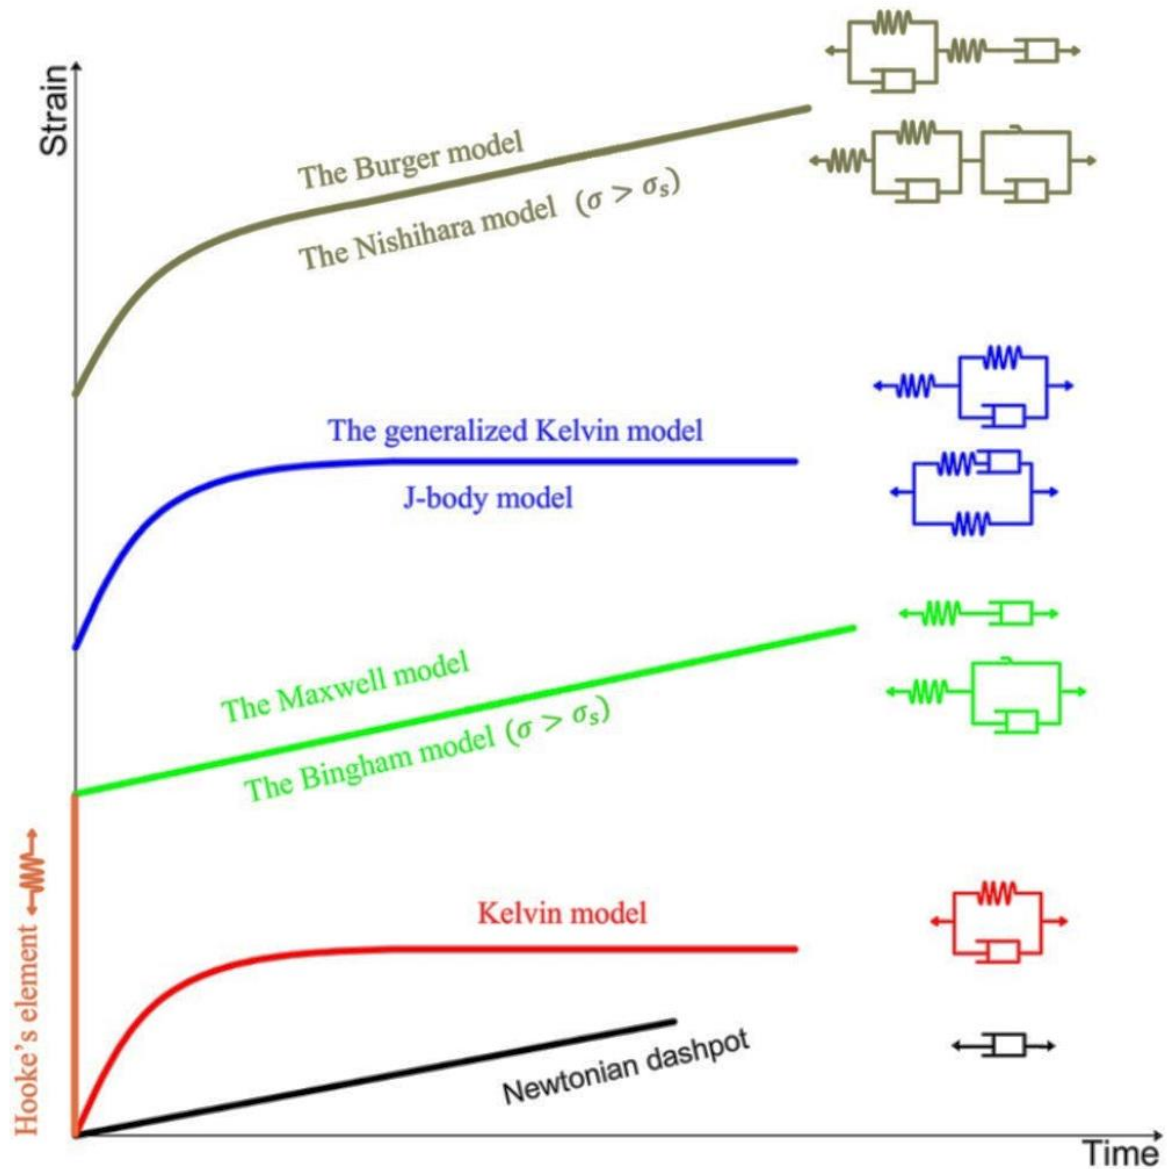 Strain
The Burger model
The Nishihara model (σ > σₛ)
The generalized Kelvin model
J-body model
The Maxwell model
The Bingham model (σ > σₛ)
Hooke's element
Kelvin model
Newtonian dashpot
Time